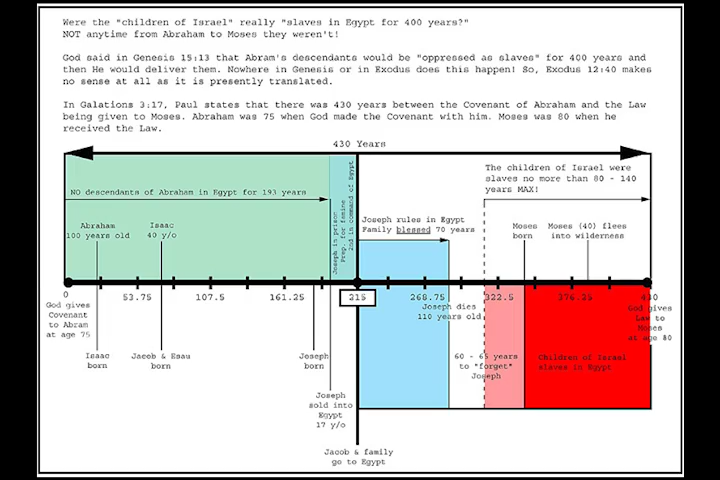 Were the "children of Israel" really "slaves in Egypt for 400 years?"
NOT anytime from Abraham to Moses they weren't!
God said in Genesis 15:13 that Abram's descendants would be "oppressed as slaves" for 400 years and
then He would deliver them. Nowhere in Genesis or in Exodus does this happen! So, Exodus 12:40 makes
no sense at all as it is presently translated.
In Galations 3:17, Paul states that there was 430 years between the Covenant of Abraham and the Law
being given to Moses. Abraham was 75 when God made the Covenant with him. Moses was 80 when he
received the Law.
430 Years
NO descendants of Abraham in Egypt for 193 years
Joseph in prison
Prep. for famine
2nd in command of Egypt
The children of Israel were
slaves no more than 80 - 140
years MAX!
Joseph rules in Egypt
Family blessed 70 years
Abraham
100 years old
Isaac
40 y/o
Moses
born
Moses (40) flees
into wilderness
0
53.75
107.5
161.25
215
268.75
322.5
376.25
430
God gives
Covenant
to Abram
at age 75
Isaac
born
Jacob & Esau
born
Joseph
born
Joseph
sold into
Egypt
17 y/o
Jacob & family
go to Egypt
Joseph dies
110 years old
60 - 65 years
to "forget"
Joseph
Children of Israel
slaves in Egypt
God gives
Law to
Moses
at age 80